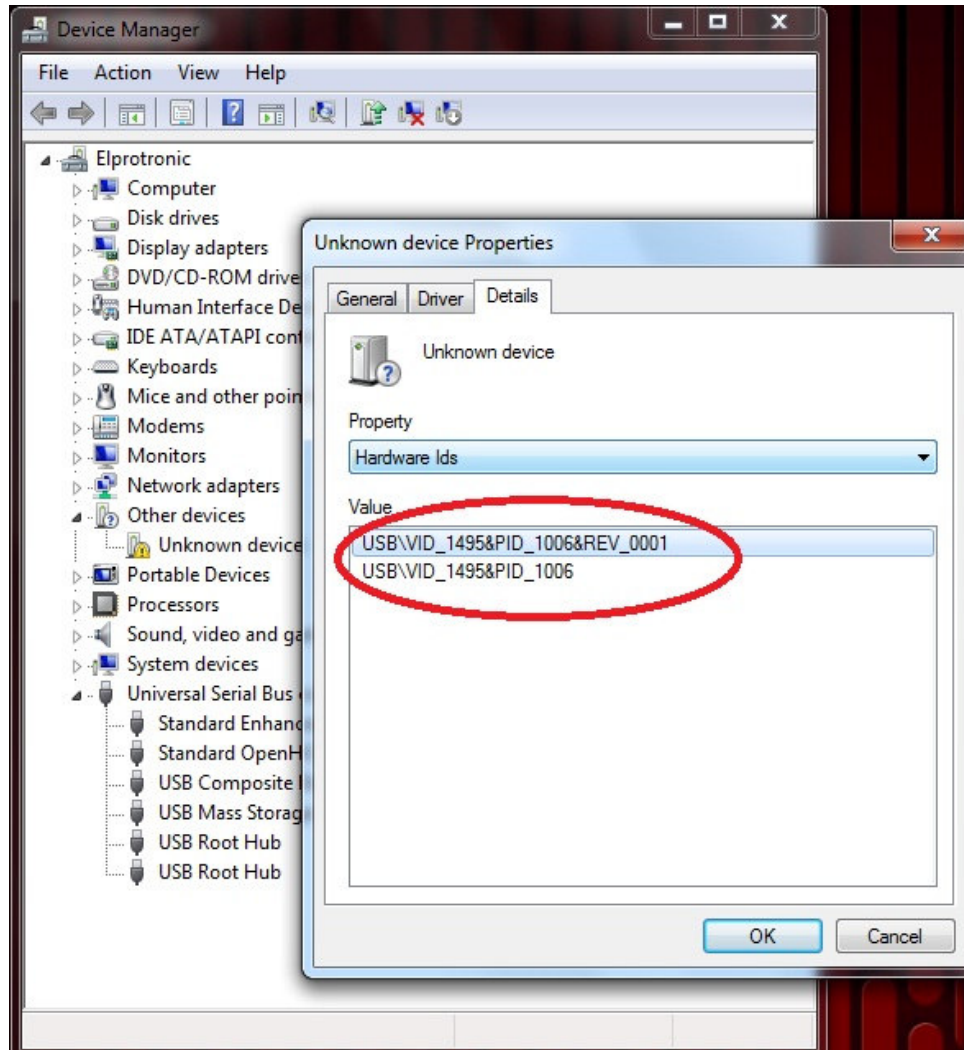 Device Manager
File Action View Help
Elprotronic
Computer
Disk drives
Display adapters
DVD/CD-ROM drive
Human Interface De
IDE ATA/ATAPI cont
Keyboards
Mice and other poin
Modems
Monitors
Network adapters
Other devices
Unknown device
Portable Devices
Processors
Sound, video and ga
System devices
Universal Serial Bus
Standard Enhanc
Standard OpenH
USB Composite
USB Mass Storag
USB Root Hub
USB Root Hub
Unknown device Properties
General Driver Details
Unknown device
Property
Hardware Ids
Value
USB\VID_1495&PID_1006&REV_0001
USB\VID_1495&PID_1006
OK Cancel